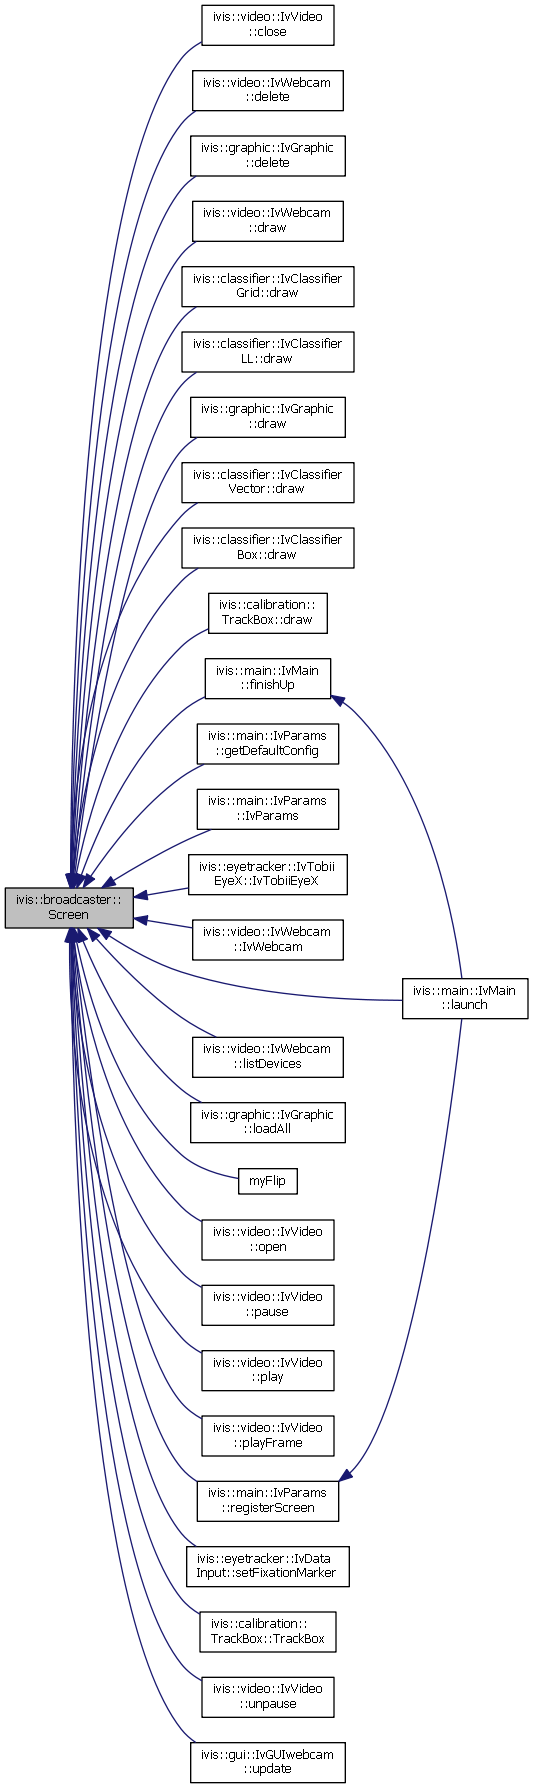 ivis::video::IvVideo
::close
ivis::video::IvWebcam
::delete
ivis::graphic::IvGraphic
::delete
ivis::video::IvWebcam
::draw
ivis::classifier::IvClassifier
Grid::draw
ivis::classifier::IvClassifier
LL::draw
ivis::graphic::IvGraphic
::draw
ivis::classifier::IvClassifier
Vector::draw
ivis::classifier::IvClassifier
Box::draw
ivis::calibration::
TrackBox::draw
ivis::main::IvMain
::finishUp
ivis::main::IvParams
::getDefaultConfig
ivis::main::IvParams
::IvParams
ivis::eyetracker::IvTobii
EyeX::IvTobiiEyeX
ivis::broadcaster::
Screen
ivis::video::IvWebcam
::IvWebcam
ivis::main::IvMain
::launch
ivis::video::IvWebcam
::listDevices
ivis::graphic::IvGraphic
::loadAll
myFlip
ivis::video::IvVideo
::open
ivis::video::IvVideo
::pause
ivis::video::IvVideo
::play
ivis::video::IvVideo
::playFrame
ivis::main::IvParams
::registerScreen
ivis::eyetracker::IvData
Input::setFixationMarker
ivis::calibration::
TrackBox::TrackBox
ivis::video::IvVideo
::unpause
ivis::gui::IvGUIwebcam
::update